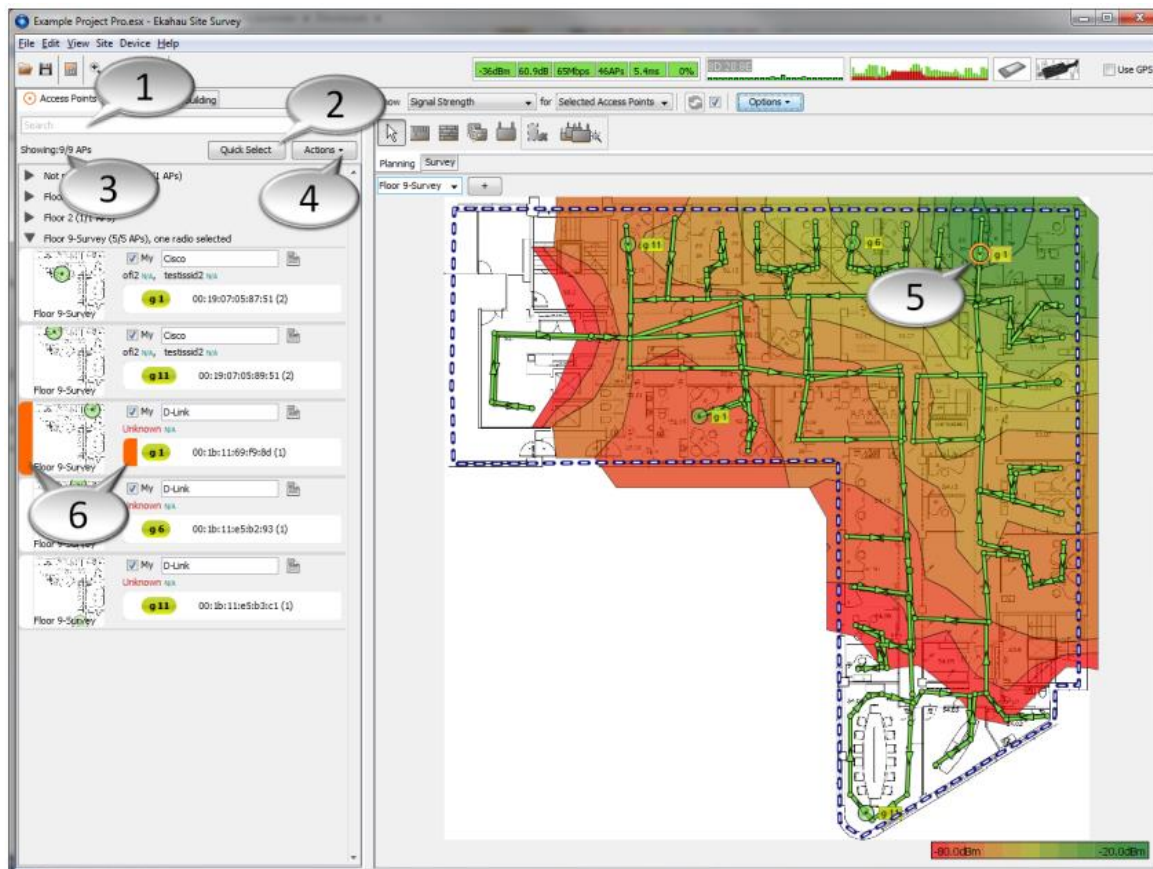 Example Project Pro.esx - Ekahau Site Survey
File Edit View Site Device Help
-36dBm 60.9dB 65Mbps 46APs 5.4ms 0%
Use GPS
Access Points
uilding
1
2
Signal Strength for Selected Access Points Options
Search
Showing:9/9 APs Quick Select Actions
3
4
Planning Survey
Floor 9-Survey +
Floor 2 (1/1 APs)
Floor 9-Survey (5/5 APs), one radio selected
My Cisco
ofi2 N/A, testissid2 N/A
g 1 00:19:07:05:87:51 (2)
Floor 9-Survey
My Cisco
ofi2 N/A, testissid2 N/A
g 11 00:19:07:05:89:51 (2)
Floor 9-Survey
My D-Link
Unknown N/A
g 1 00:1b:11:69:f9:8d (1)
Floor 9-Survey
6
My D-Link
Unknown N/A
g 6 00:1b:11:e5:b2:93 (1)
Floor 9-Survey
My D-Link
Unknown N/A
g 11 00:1b:11:e5:b3:c1 (1)
Floor 9-Survey
g 11
g 6
g 1
5
g 1
-80.0dBm -20.0dBm